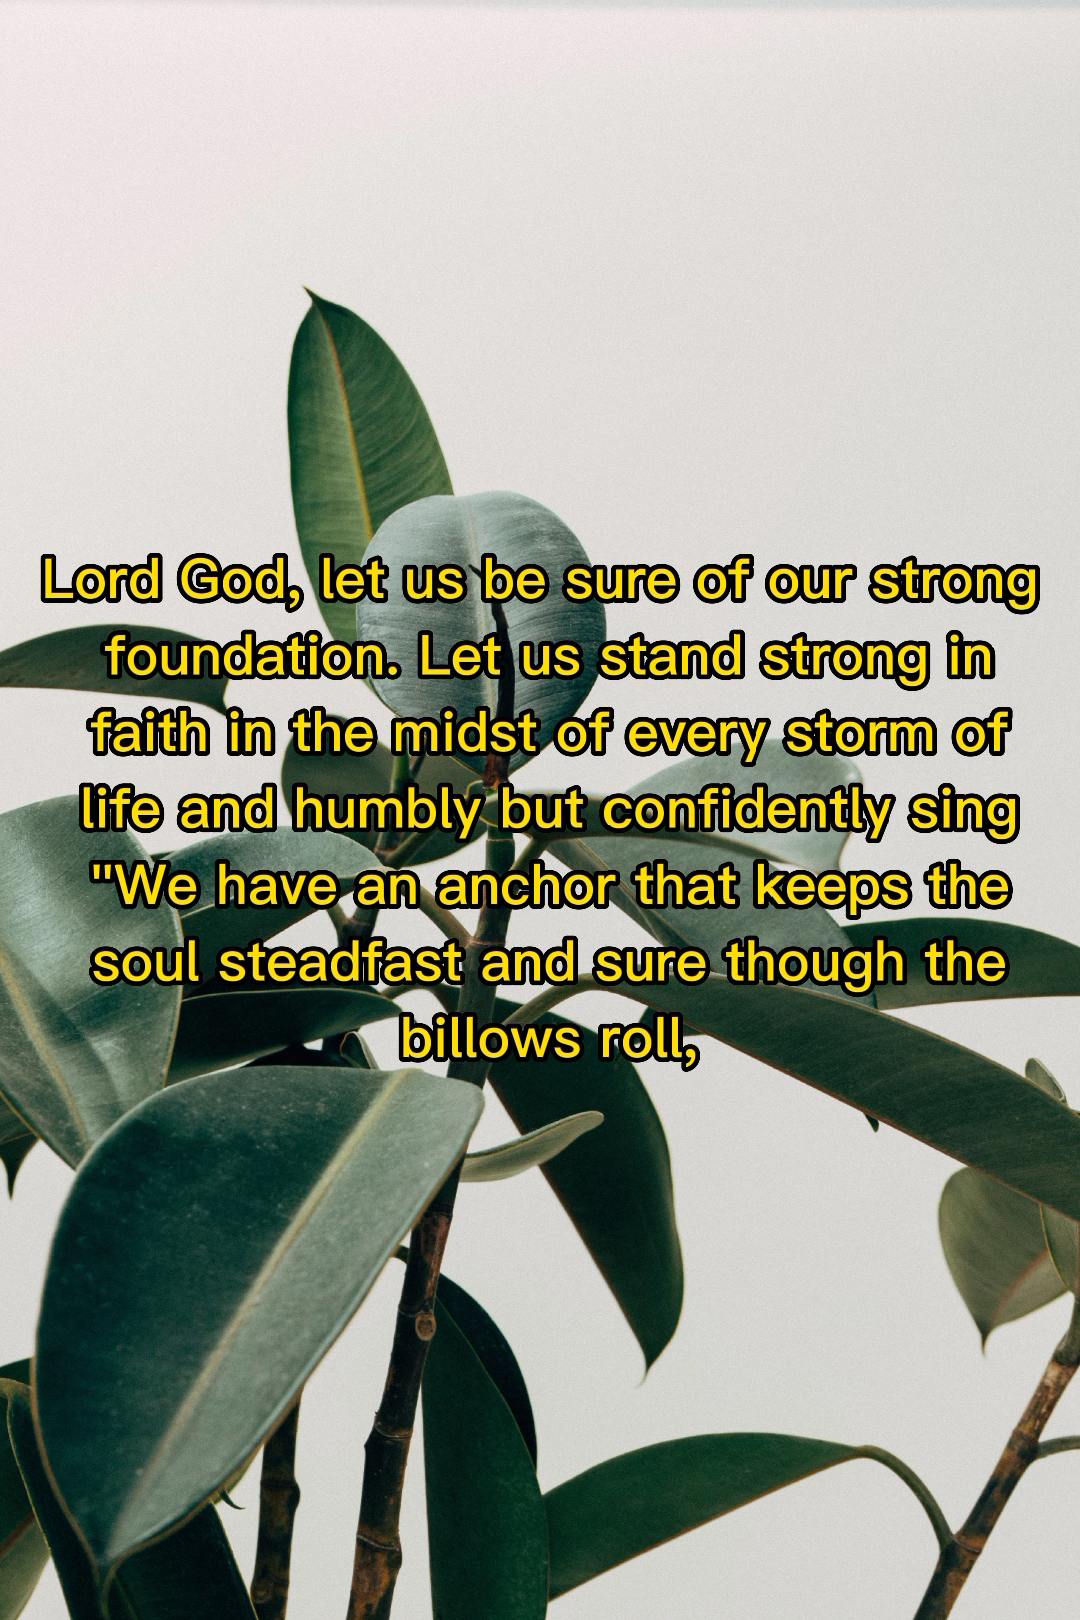 Lord God, let us be sure of our strong
foundation. Let us stand strong in
faith in the midst of every storm of
life and humbly but confidently sing
"We have an anchor that keeps the
soul steadfast and sure though the
billows roll,